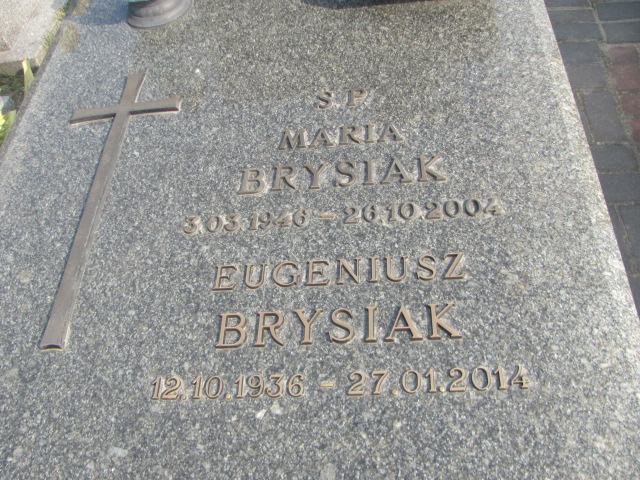 Ś.P.
MARIA
BRYSIAK
3.03.1946 - 26.10.2004
EUGENIUSZ
BRYSIAK
12.10.1936 - 27.01.2014